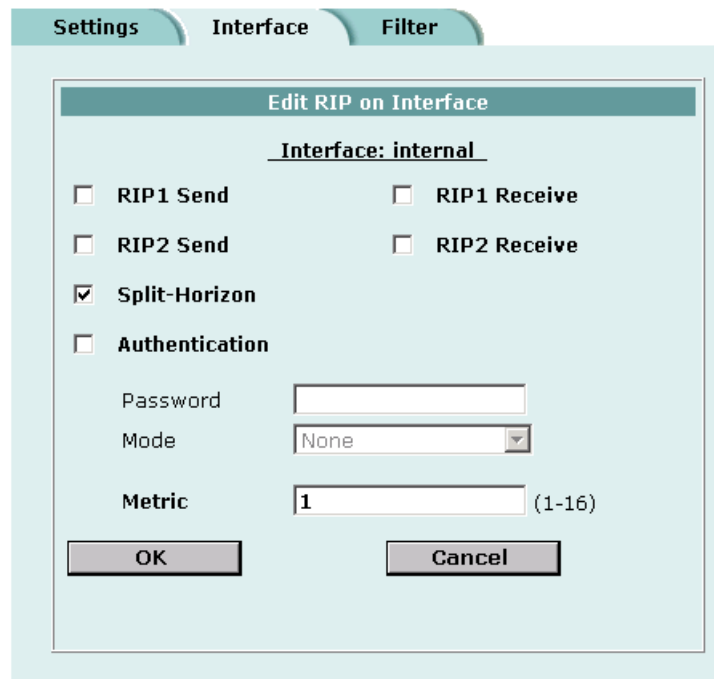 Settings Interface Filter
Edit RIP on Interface
Interface: internal
RIP1 Send RIP1 Receive
RIP2 Send RIP2 Receive
Split-Horizon
Authentication
Password
Mode None
Metric 1 (1-16)
OK Cancel